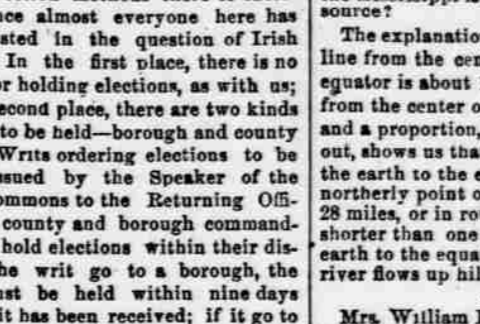 nce almost everyone here has
sted in the question of Irish
In the first place, there is no
or holding elections, as with us;
econd place, there are two kinds
to be held—borough and county
Writs ordering elections to be
ssued by the Speaker of the
ommons to the Returning Offi-
county and borough command-
hold elections within their dis-
he writ go to a borough, the
ust be held within nine days
it has been received; if it go to
source?
The explanatio
line from the cen
equator is about
from the center o
and a proportion,
out, shows us tha
the earth to the e
northerly point o
28 miles, or in ro
shorter than one
earth to the equa
river flows up hil
Mrs. William